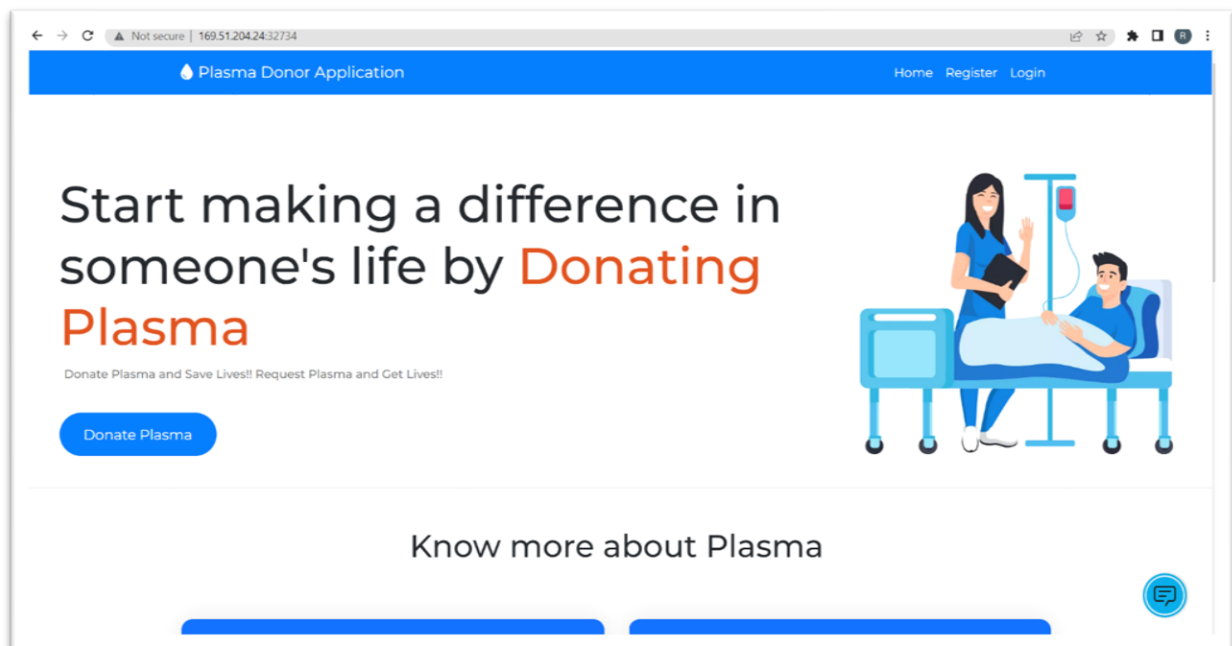 Not secure | 169.51.204.24:32734
R
Plasma Donor Application
Home Register Login
Start making a difference in
someone's life by Donating
Plasma
Donate Plasma and Save Lives!! Request Plasma and Get Lives!!
Donate Plasma
Know more about Plasma